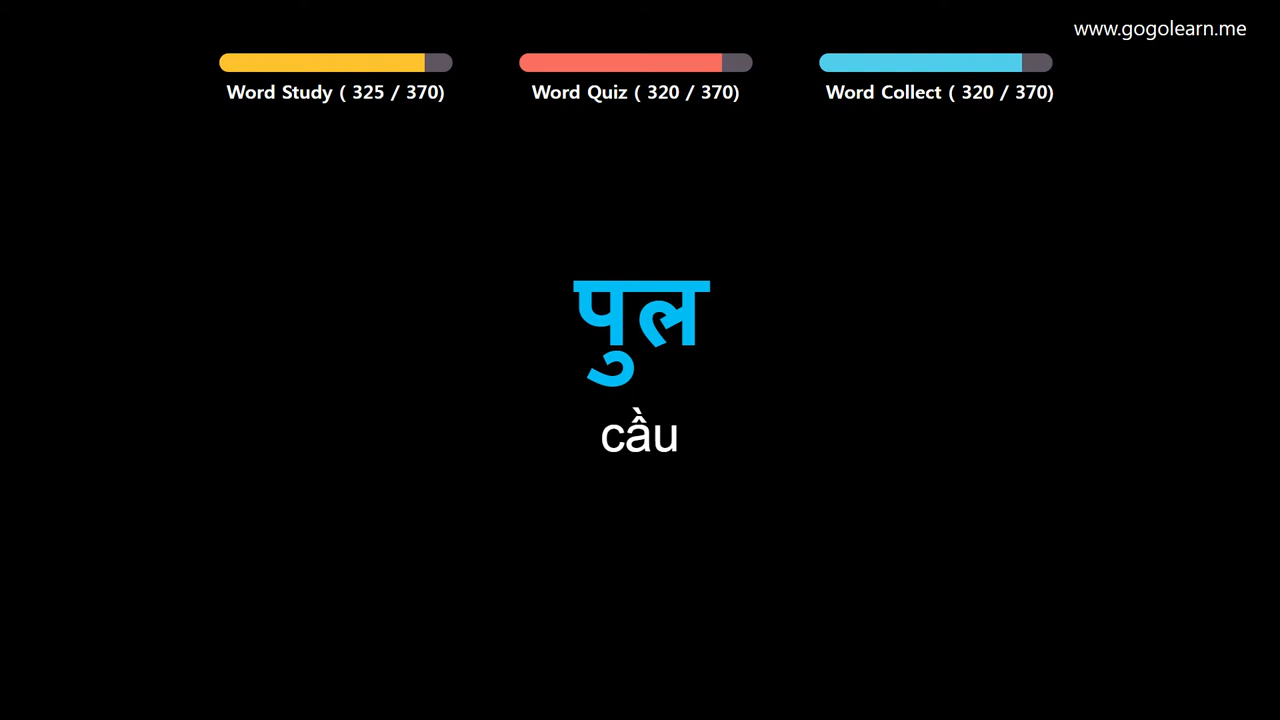 www.gogolearn.me
Word Study ( 325 / 370)
Word Quiz ( 320 / 370)
Word Collect ( 320 / 370)
पुल
cầu